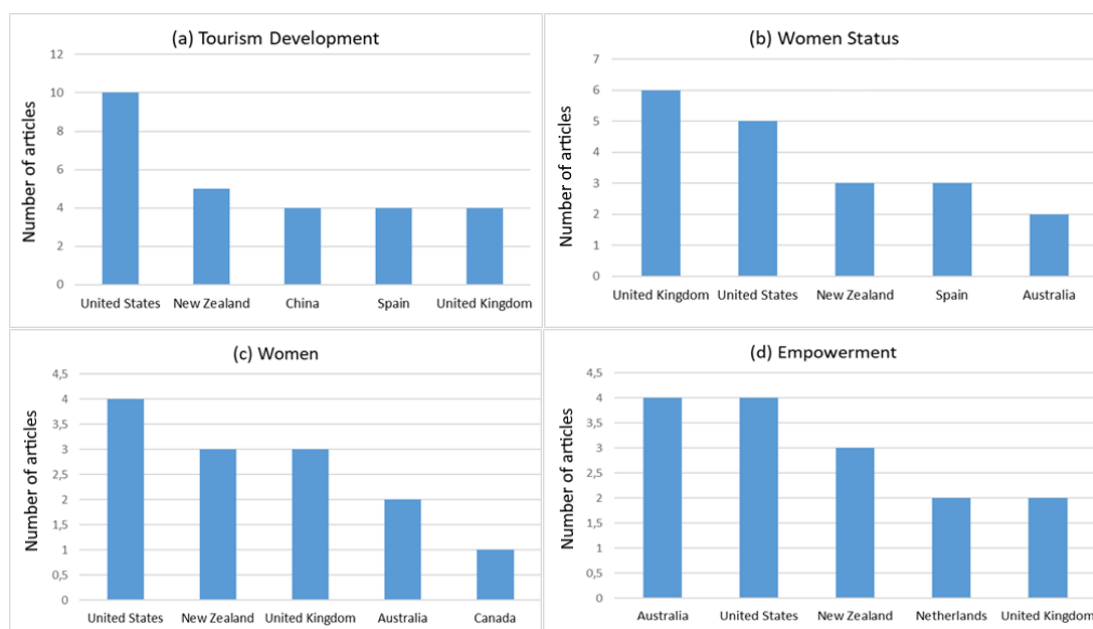 (a) Tourism Development
Number of articles
12
10
8
6
4
2
0
United States New Zealand China Spain United Kingdom
(b) Women Status
Number of articles
7
6
5
4
3
2
1
0
United Kingdom United States New Zealand Spain Australia
(c) Women
Number of articles
4,5
4
3,5
3
2,5
2
1,5
1
0,5
0
United States New Zealand United Kingdom Australia Canada
(d) Empowerment
Number of articles
4,5
4
3,5
3
2,5
2
1,5
1
0,5
0
Australia United States New Zealand Netherlands United Kingdom